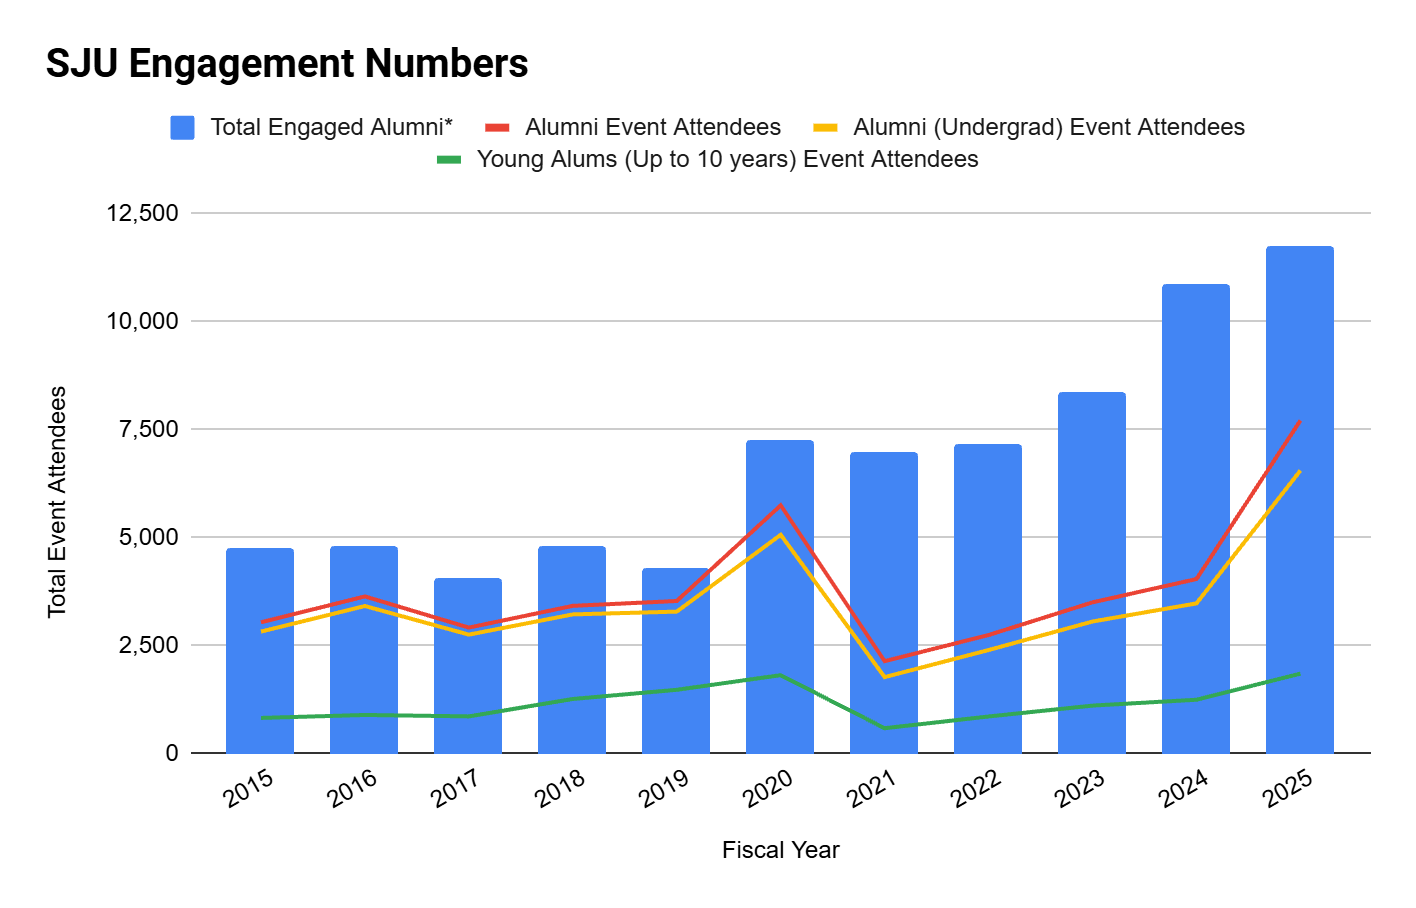 SJU Engagement Numbers
Total Engaged Alumni* Alumni Event Attendees Alumni (Undergrad) Event Attendees
Young Alums (Up to 10 years) Event Attendees
12,500
10,000
7,500
5,000
2,500
0
Total Event Attendees
2015 2016 2017 2018 2019 2020 2021 2022 2023 2024 2025
Fiscal Year